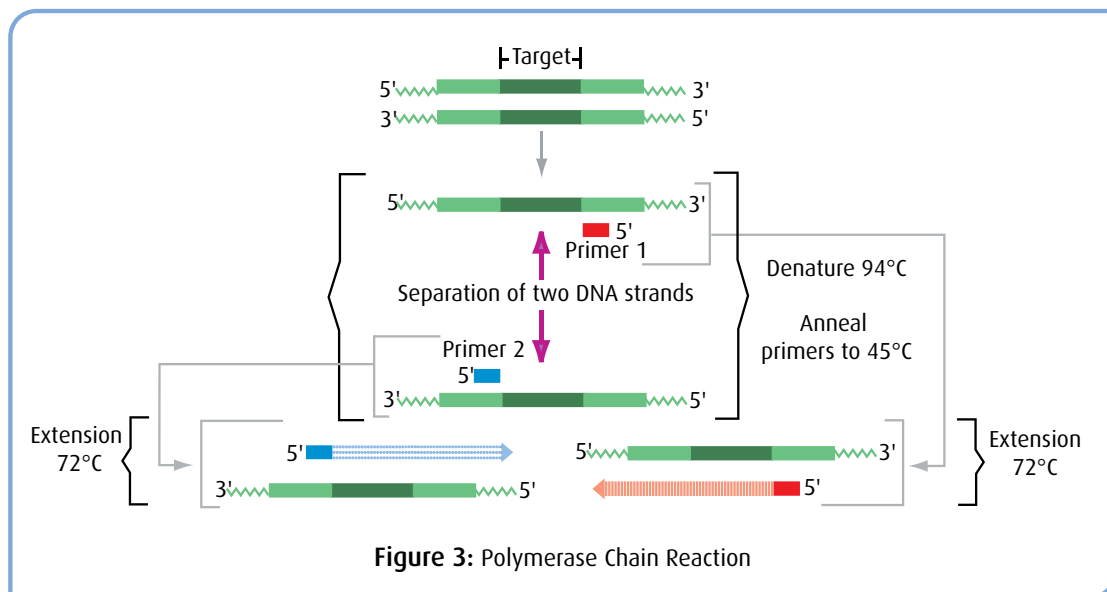 Target
5' 3'
3' 5'
5' 3'
5'
Primer 1
Denature 94°C
Separation of two DNA strands
Anneal
primers to 45°C
Primer 2
5'
3' 5'
Extension
72°C
5'
3' 5'
5' 3'
5'
Extension
72°C
Figure 3: Polymerase Chain Reaction